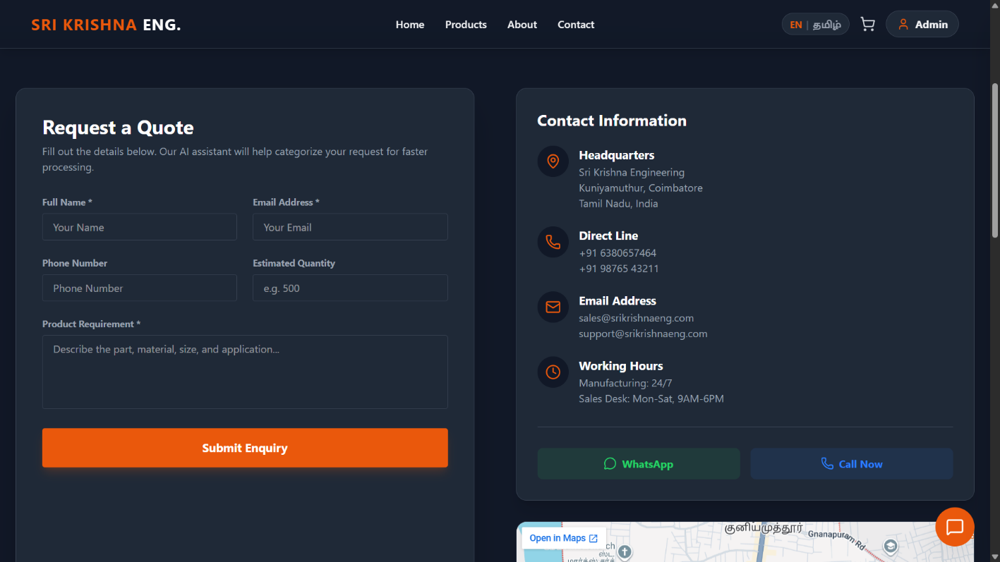 SRI KRISHNA ENG.
Home
Products
About
Contact
EN | தமிழ்
Admin
Request a Quote
Fill out the details below. Our AI assistant will help categorize your request for faster
processing.
Full Name *
Email Address *
Your Name
Your Email
Phone Number
Estimated Quantity
Phone Number
e.g. 500
Product Requirement *
Describe the part, material, size, and application...
Submit Enquiry
Contact Information
Headquarters
Sri Krishna Engineering
Kuniyamuthur, Coimbatore
Tamil Nadu, India
Direct Line
+91 6380657464
+91 98765 43211
Email Address
sales@srikrishnaeng.com
support@srikrishnaeng.com
Working Hours
Manufacturing: 24/7
Sales Desk: Mon-Sat, 9AM-6PM
WhatsApp
Call Now
Open in Maps
குனியமுத்தூர்
Gnanapuram Rd